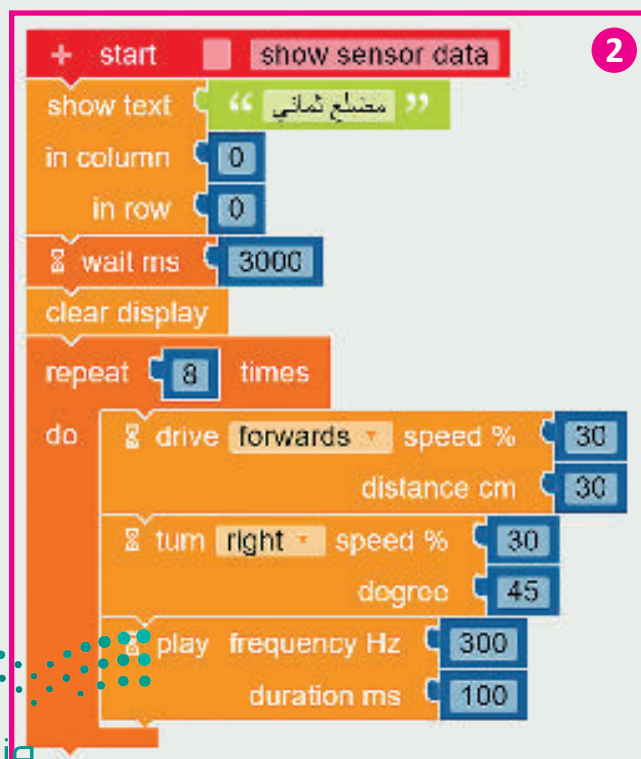 2
+ start show sensor data
show text “ مضلع ثماني ”
in column 0
in row 0
wait ms 3000
clear display
repeat 8 times
do drive forwards speed % 30
distance cm 30
turn right speed % 30
degree 45
play frequency Hz 300
duration ms 100